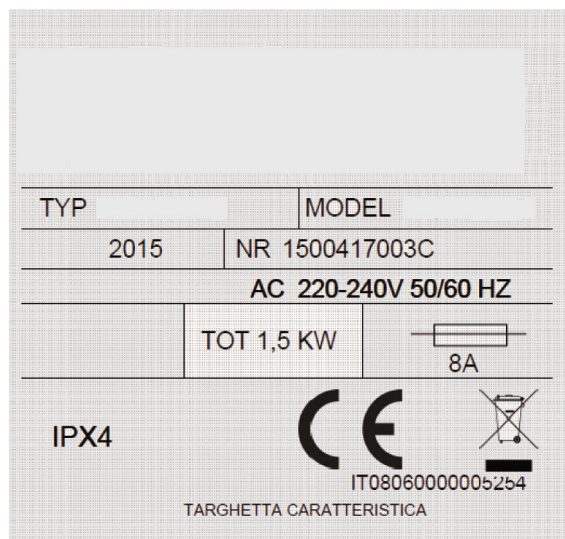 TYP MODEL
2015 NR 1500417003C
AC 220-240V 50/60 HZ
TOT 1,5 KW
8A
IPX4
CE
IT08060000005254
TARGHETTA CARATTERISTICA